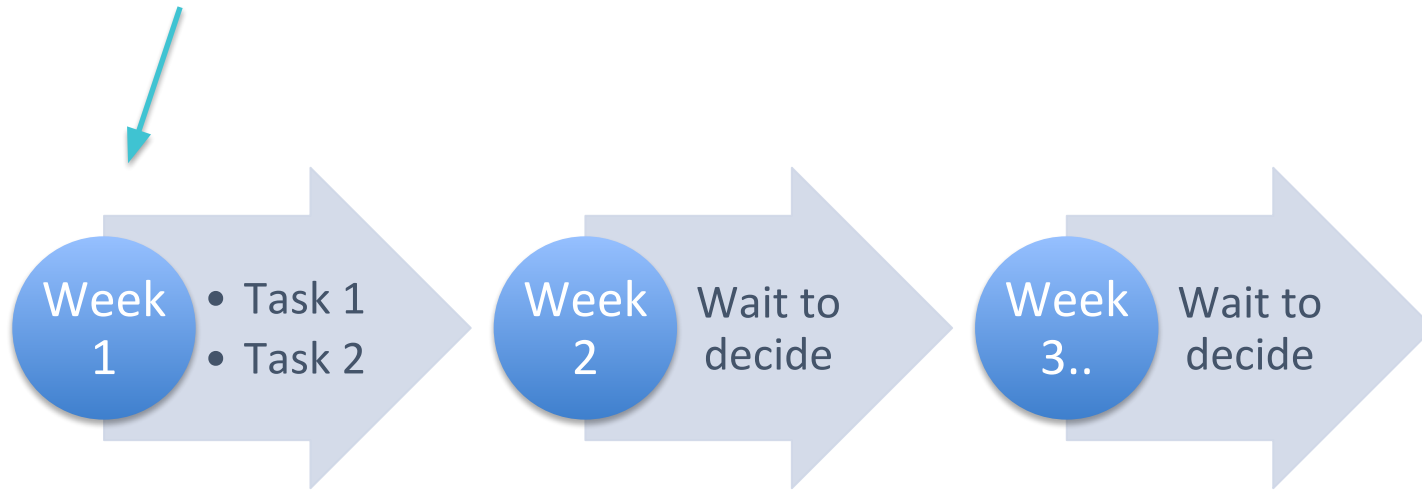 Week
1
• Task 1
• Task 2
Week
2
Wait to
decide
Week
3..
Wait to
decide